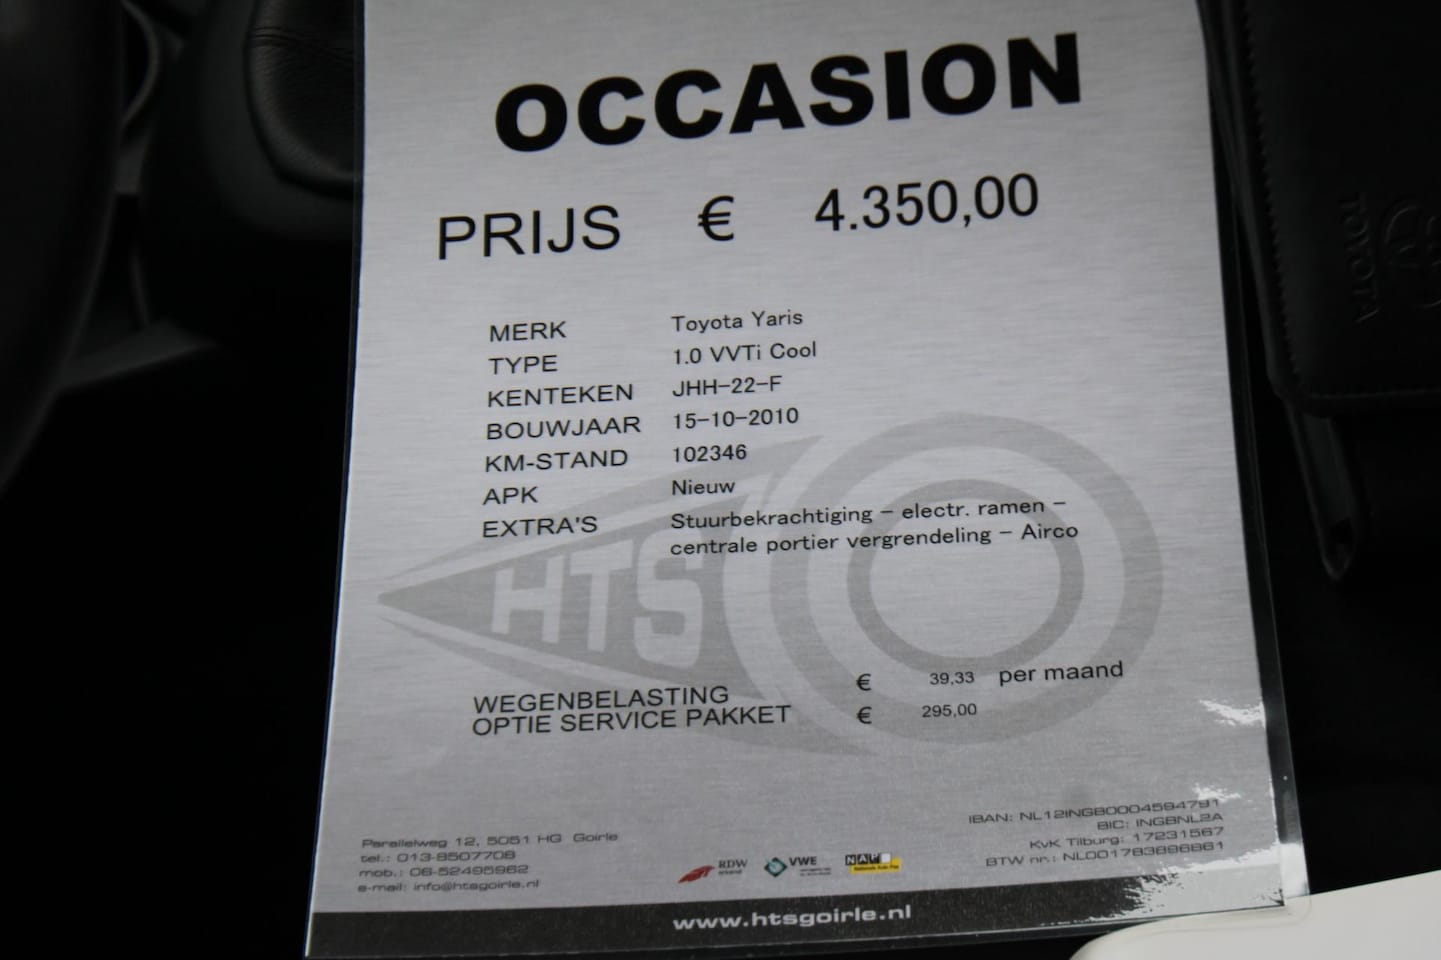 OCCASION
PRIJS € 4.350,00
MERK Toyota Yaris
TYPE 1.0 VVTi Cool
KENTEKEN JHH-22-F
BOUWJAAR 15-10-2010
KM-STAND 102346
APK Nieuw
EXTRA'S Stuurbekrachtiging - electr. ramen -
centrale portier vergrendeling - Airco
HTS
WEGENBELASTING € 39,33 per maand
OPTIE SERVICE PAKKET € 295,00
Parallelweg 12, 5051 HG Goirle
tel.: 013-8507708
mob.: 06-52495962
e-mail: info@htsgoirle.nl
RDW
VWE
NAP
IBAN: NL12INGB0004594791
BIC: INGBNL2A
KvK Tilburg: 17231567
BTW nr.: NL001783896861
www.htsgoirle.nl
TOYOTA